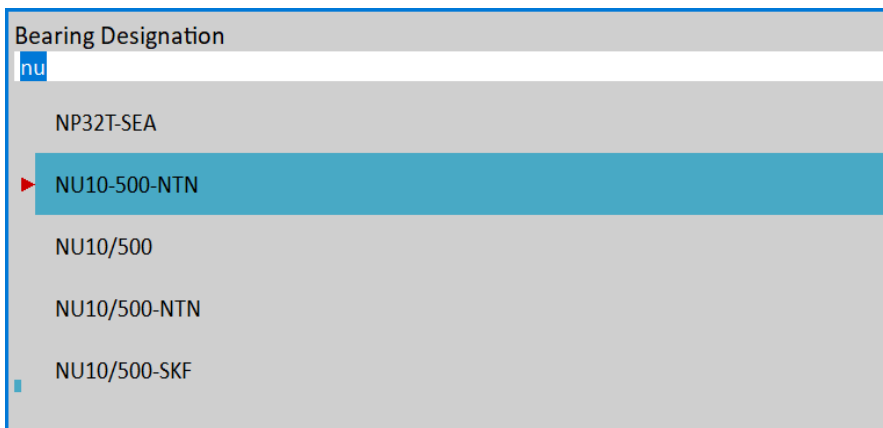 Bearing Designation
nu
NP32T-SEA
NU10-500-NTN
NU10/500
NU10/500-NTN
NU10/500-SKF